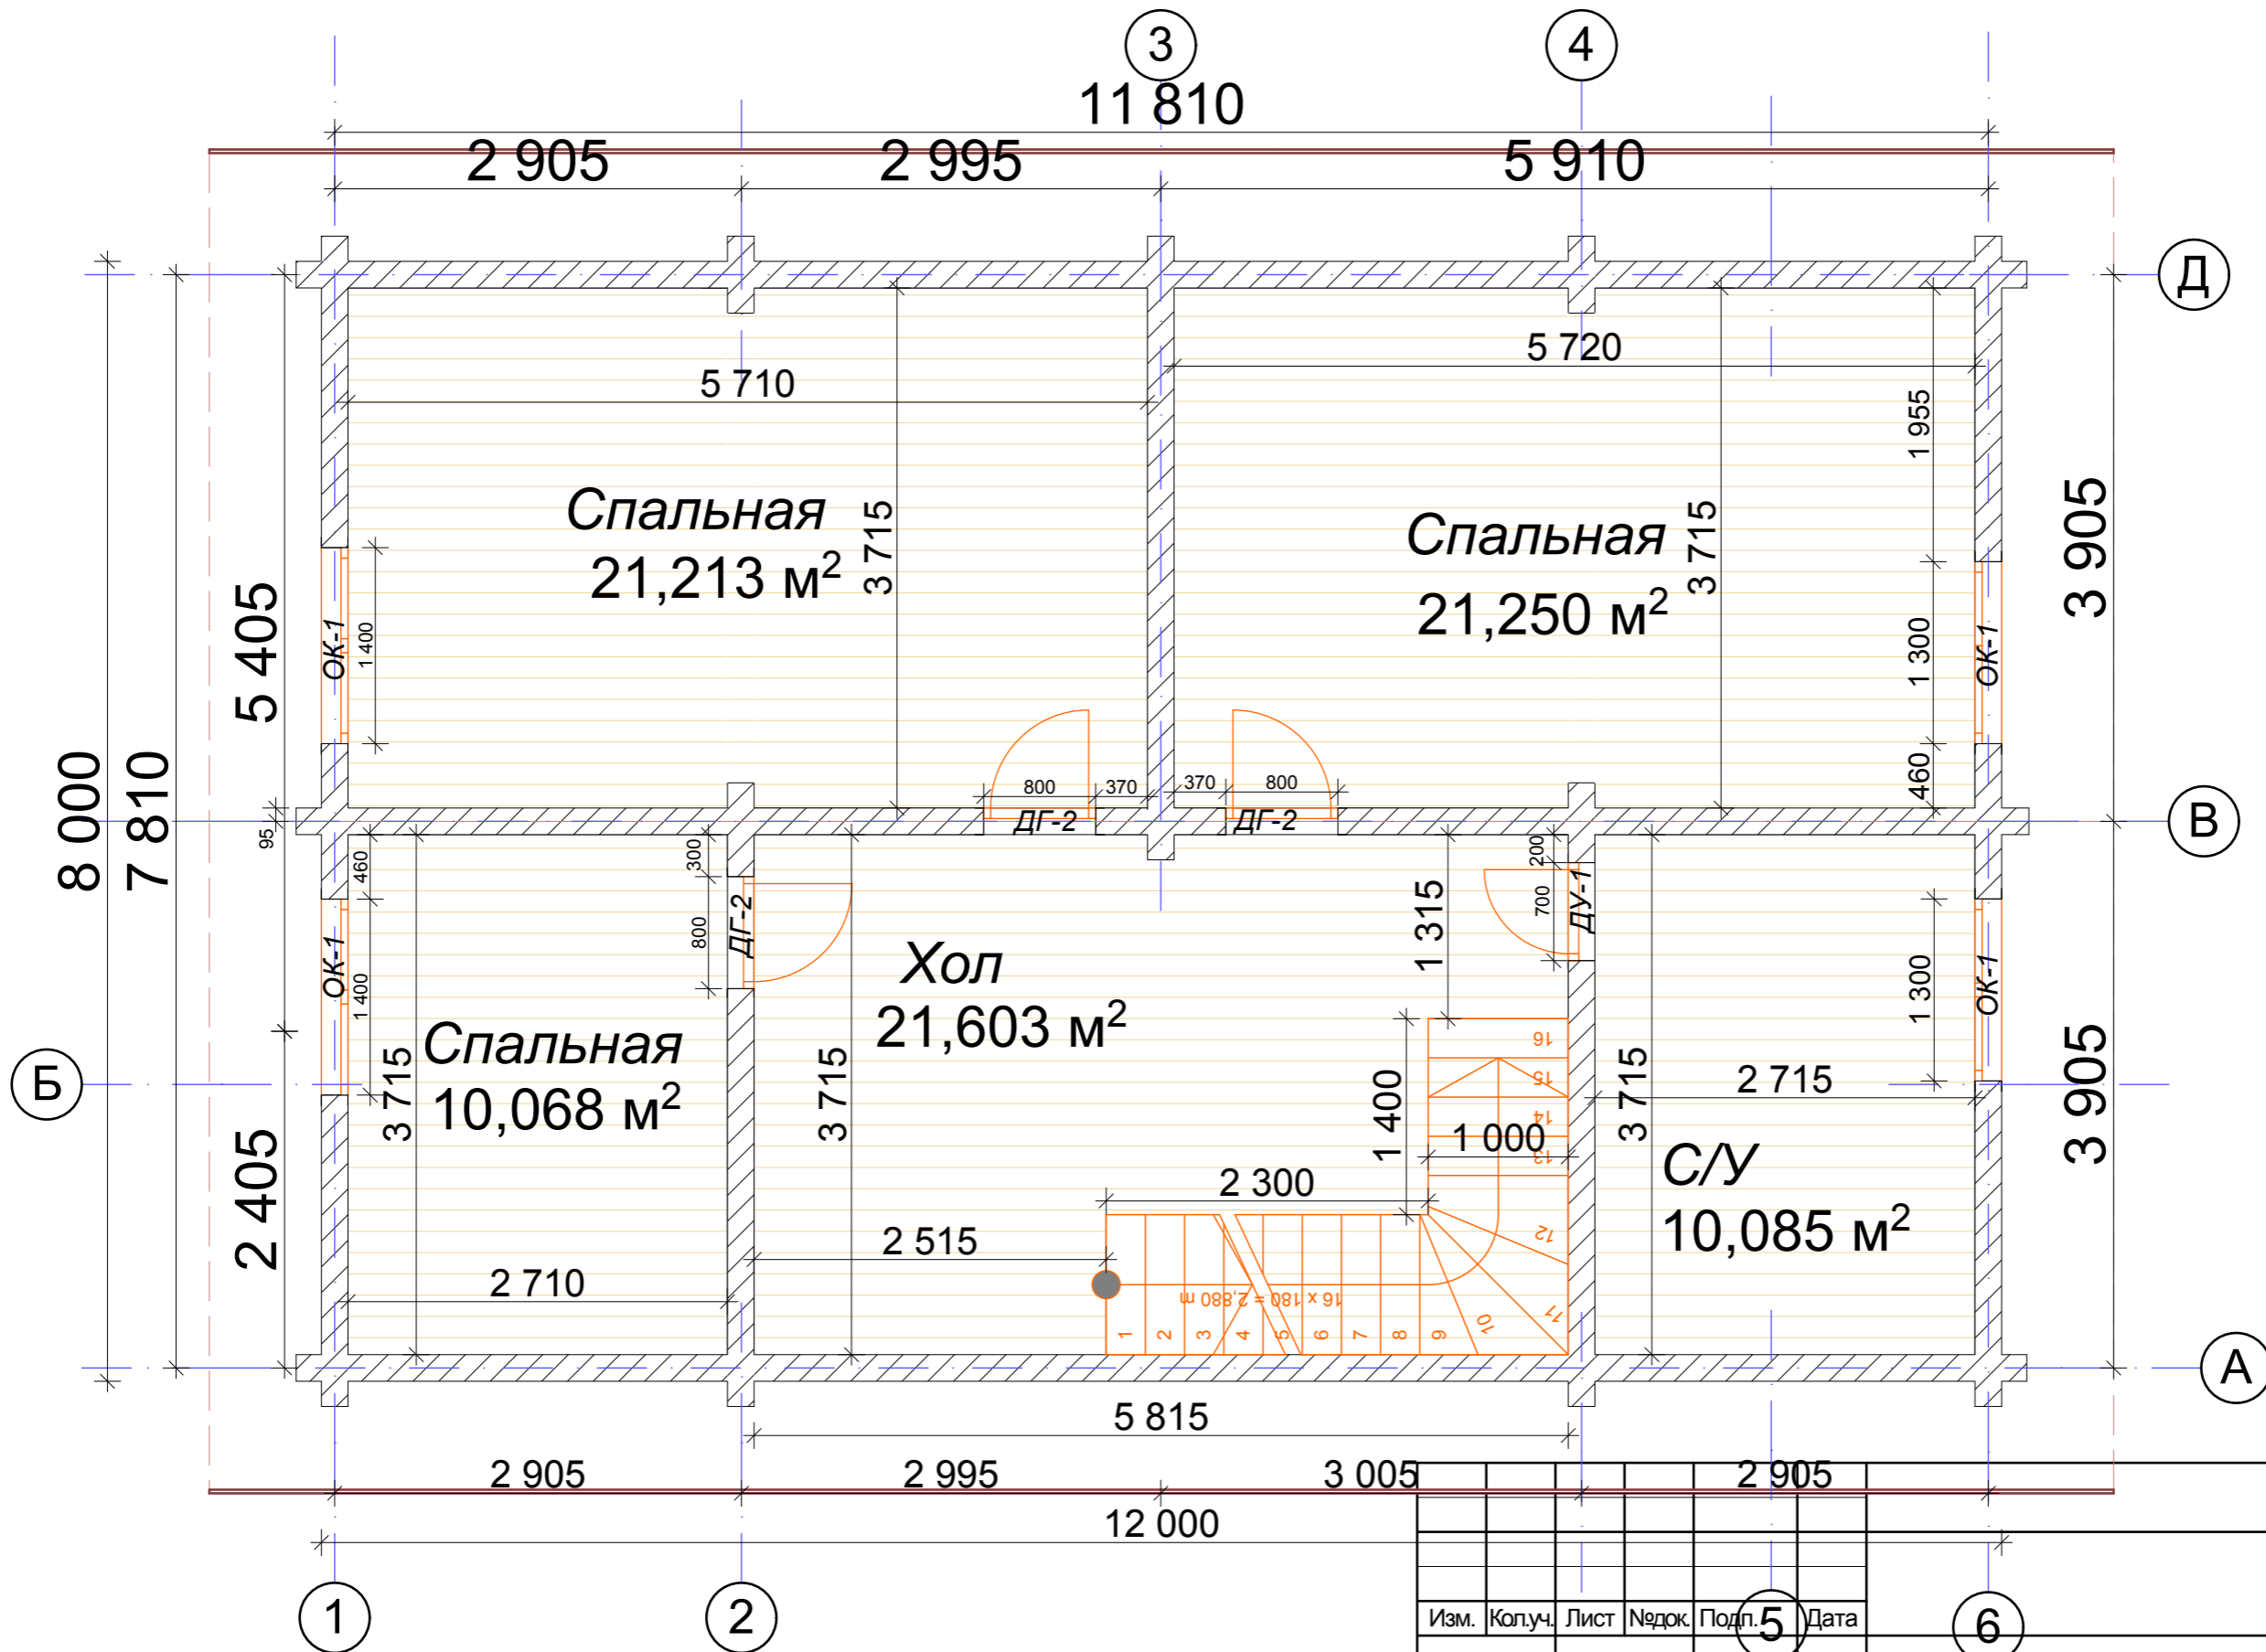 3
4
11 810
2 905
2 995
5 910
Д
5 720
5 710
1 955
Спальная
21,213 м²
3 715
Спальная
21,250 м²
3 715
3 905
5 405
ОК-1
1 400
1 300
ОК-1
460
8 000
7 810
800
370
370
800
ДГ-2
ДГ-2
В
95
460
300
200
ОК-1
1 400
800
ДГ-2
1 315
700
ДУ-1
Хол
21,603 м²
1 300
ОК-1
Спальная
10,068 м²
3 715
3 715
1 400
3 715
2 715
3 905
Б
16
15
14
13
12
11
10
1 000
2 300
С/У
10,085 м²
2 405
2 515
2 710
16 x 180 = 2,880 m
1
2
3
4
5
6
7
8
9
А
5 815
2 905
2 995
3 005
2 905
12 000
1
2
Изм.
Кол.уч.
Лист
№док.
Подп.
5
Дата
6